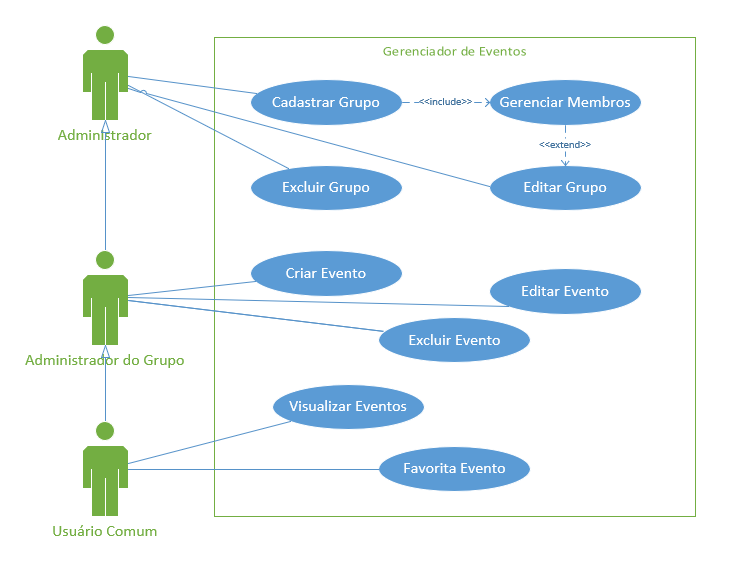 Gerenciador de Eventos
Cadastrar Grupo
<<include>>
Gerenciar Membros
Administrador
<<extend>>
Excluir Grupo
Editar Grupo
Criar Evento
Editar Evento
Excluir Evento
Administrador do Grupo
Visualizar Eventos
Favorita Evento
Usuário Comum